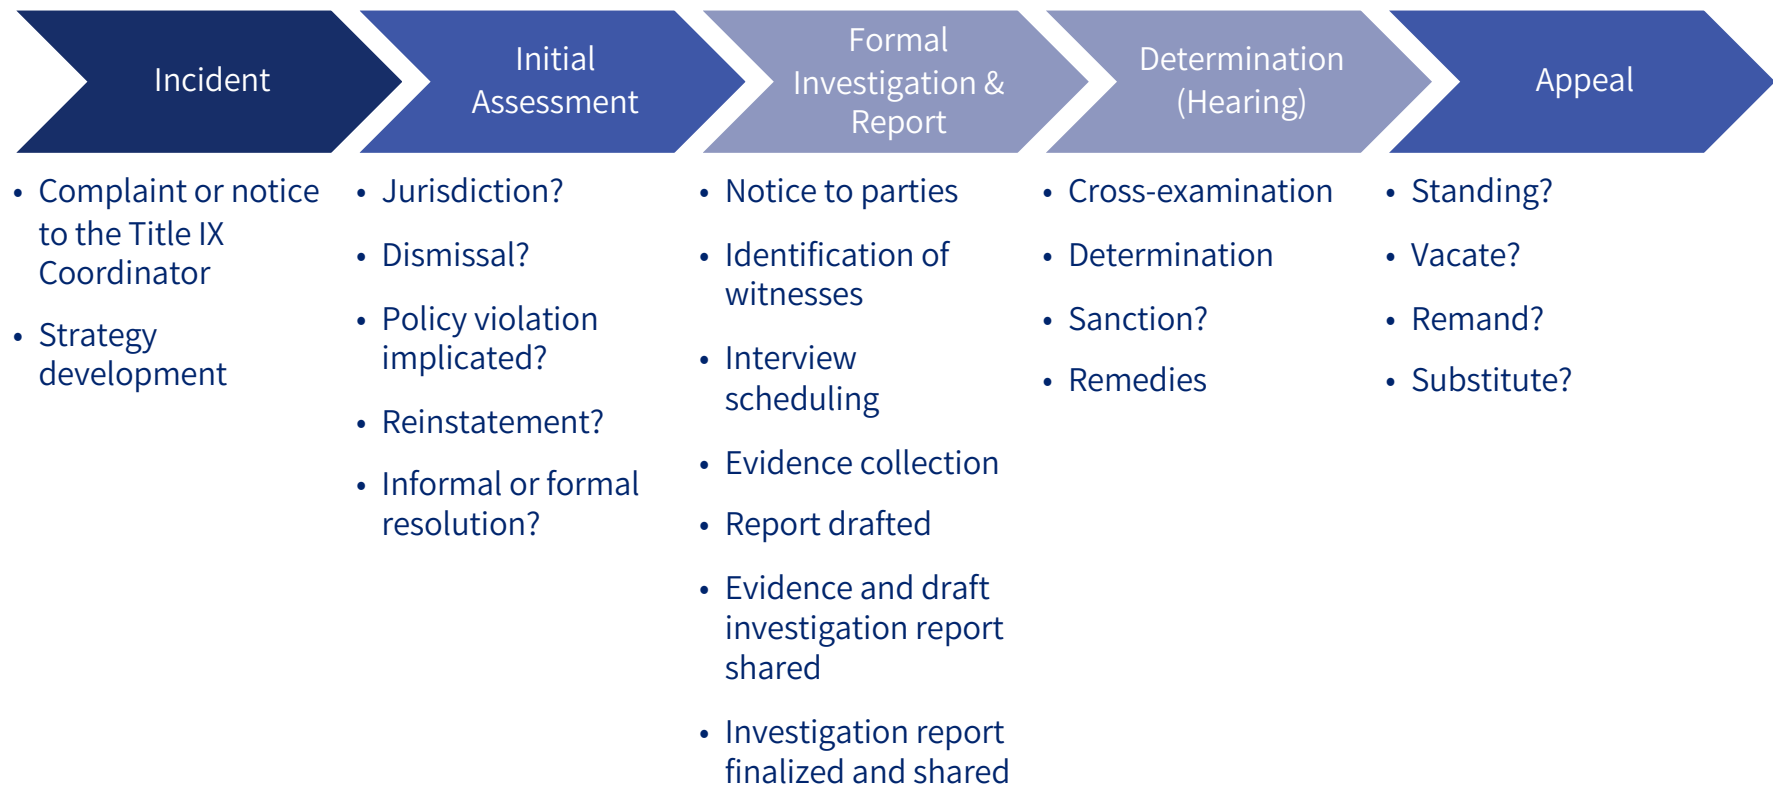 Incident
Initial
Assessment
Formal
Investigation &
Report
Determination
(Hearing)
Appeal
• Complaint or notice
to the Title IX
Coordinator
• Strategy
development
• Jurisdiction?
• Dismissal?
• Policy violation
implicated?
• Reinstatement?
• Informal or formal
resolution?
• Notice to parties
• Identification of
witnesses
• Interview
scheduling
• Evidence collection
• Report drafted
• Evidence and draft
investigation report
shared
• Investigation report
finalized and shared
• Cross-examination
• Determination
• Sanction?
• Remedies
• Standing?
• Vacate?
• Remand?
• Substitute?